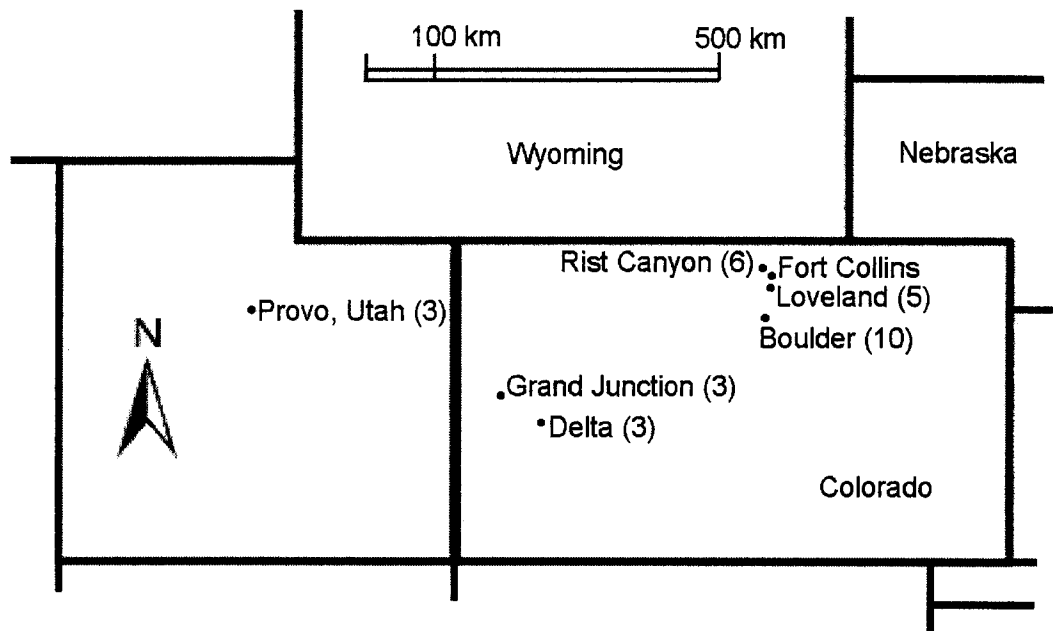 100 km
500 km
Wyoming
Nebraska
Rist Canyon (6)
Fort Collins
Loveland (5)
Provo, Utah (3)
Boulder (10)
N
Grand Junction (3)
Delta (3)
Colorado